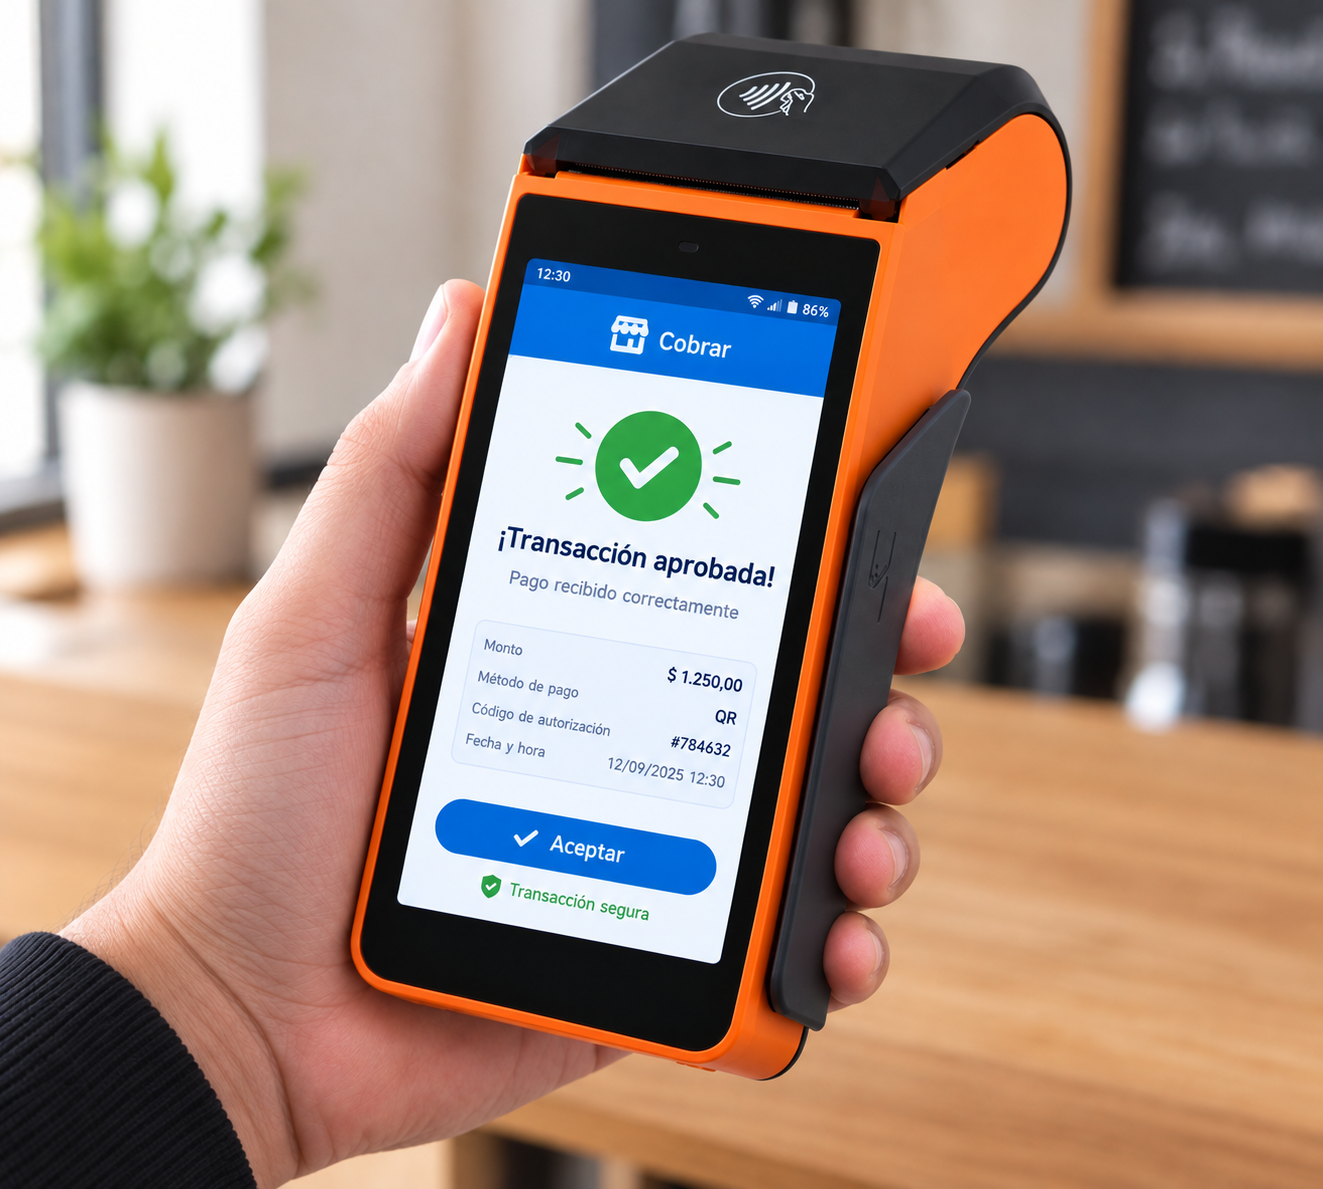 12:30
86%
Cobrar
¡Transacción aprobada!
Pago recibido correctamente
Monto $ 1.250,00
Método de pago QR
Código de autorización #784632
Fecha y hora 12/09/2025 12:30
Aceptar
Transacción segura